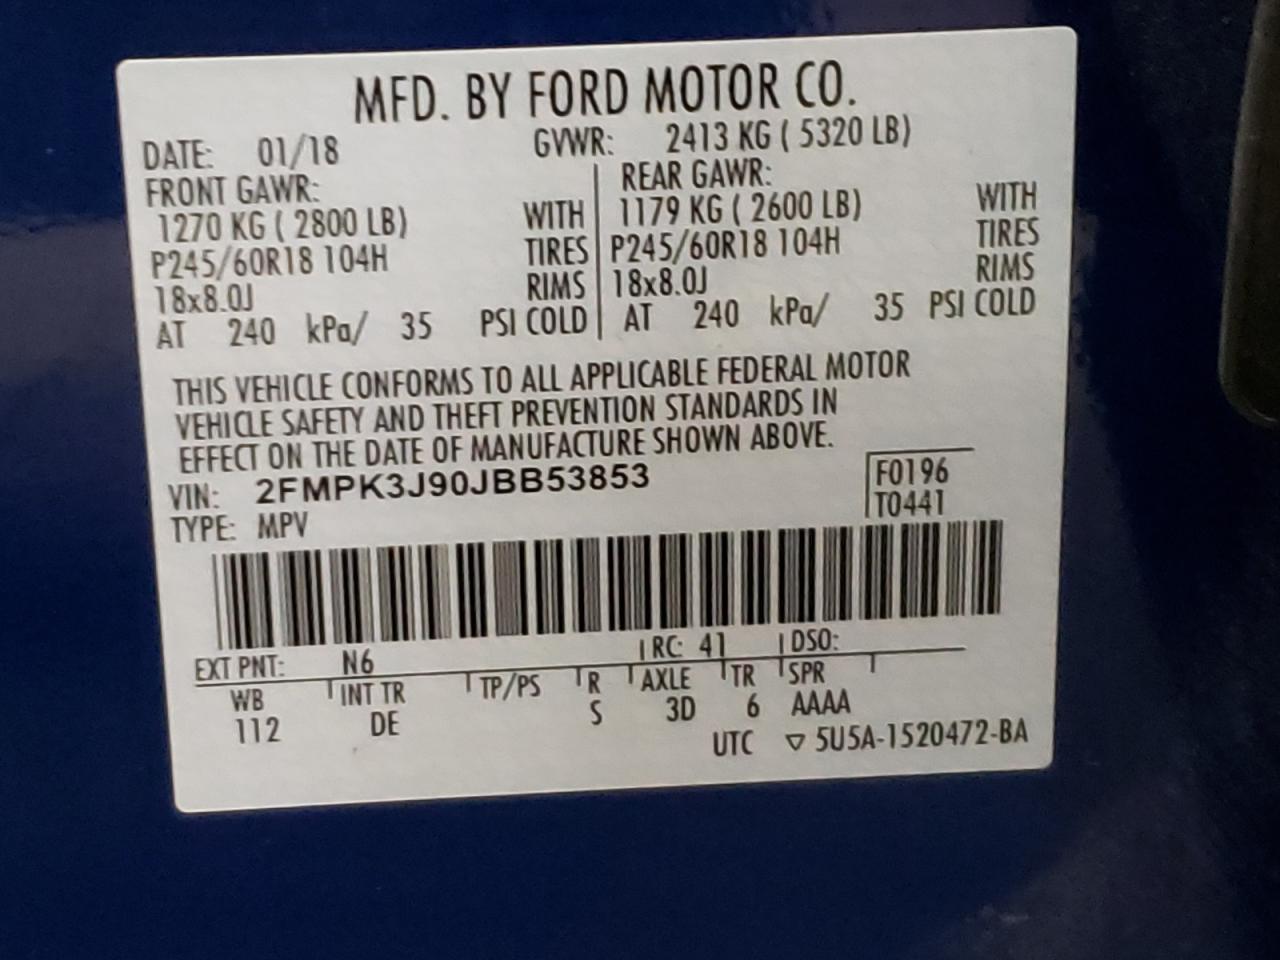 MFD. BY FORD MOTOR CO.
DATE: 01/18 GVWR: 2413 KG ( 5320 LB)
FRONT GAWR: REAR GAWR:
1270 KG ( 2800 LB) WITH 1179 KG ( 2600 LB) WITH
P245/60R18 104H TIRES P245/60R18 104H TIRES
18x8.0J RIMS 18x8.0J RIMS
AT 240 kPa/ 35 PSI COLD AT 240 kPa/ 35 PSI COLD
THIS VEHICLE CONFORMS TO ALL APPLICABLE FEDERAL MOTOR
VEHICLE SAFETY AND THEFT PREVENTION STANDARDS IN
EFFECT ON THE DATE OF MANUFACTURE SHOWN ABOVE.
VIN: 2FMPK3J90JBB53853 F0196
TYPE: MPV T0441
EXT PNT: N6 RC: 41 DSO:
WB INT TR TP/PS R AXLE TR SPR
112 DE S 3D 6 AAAA
UTC ▽ 5U5A-1520472-BA